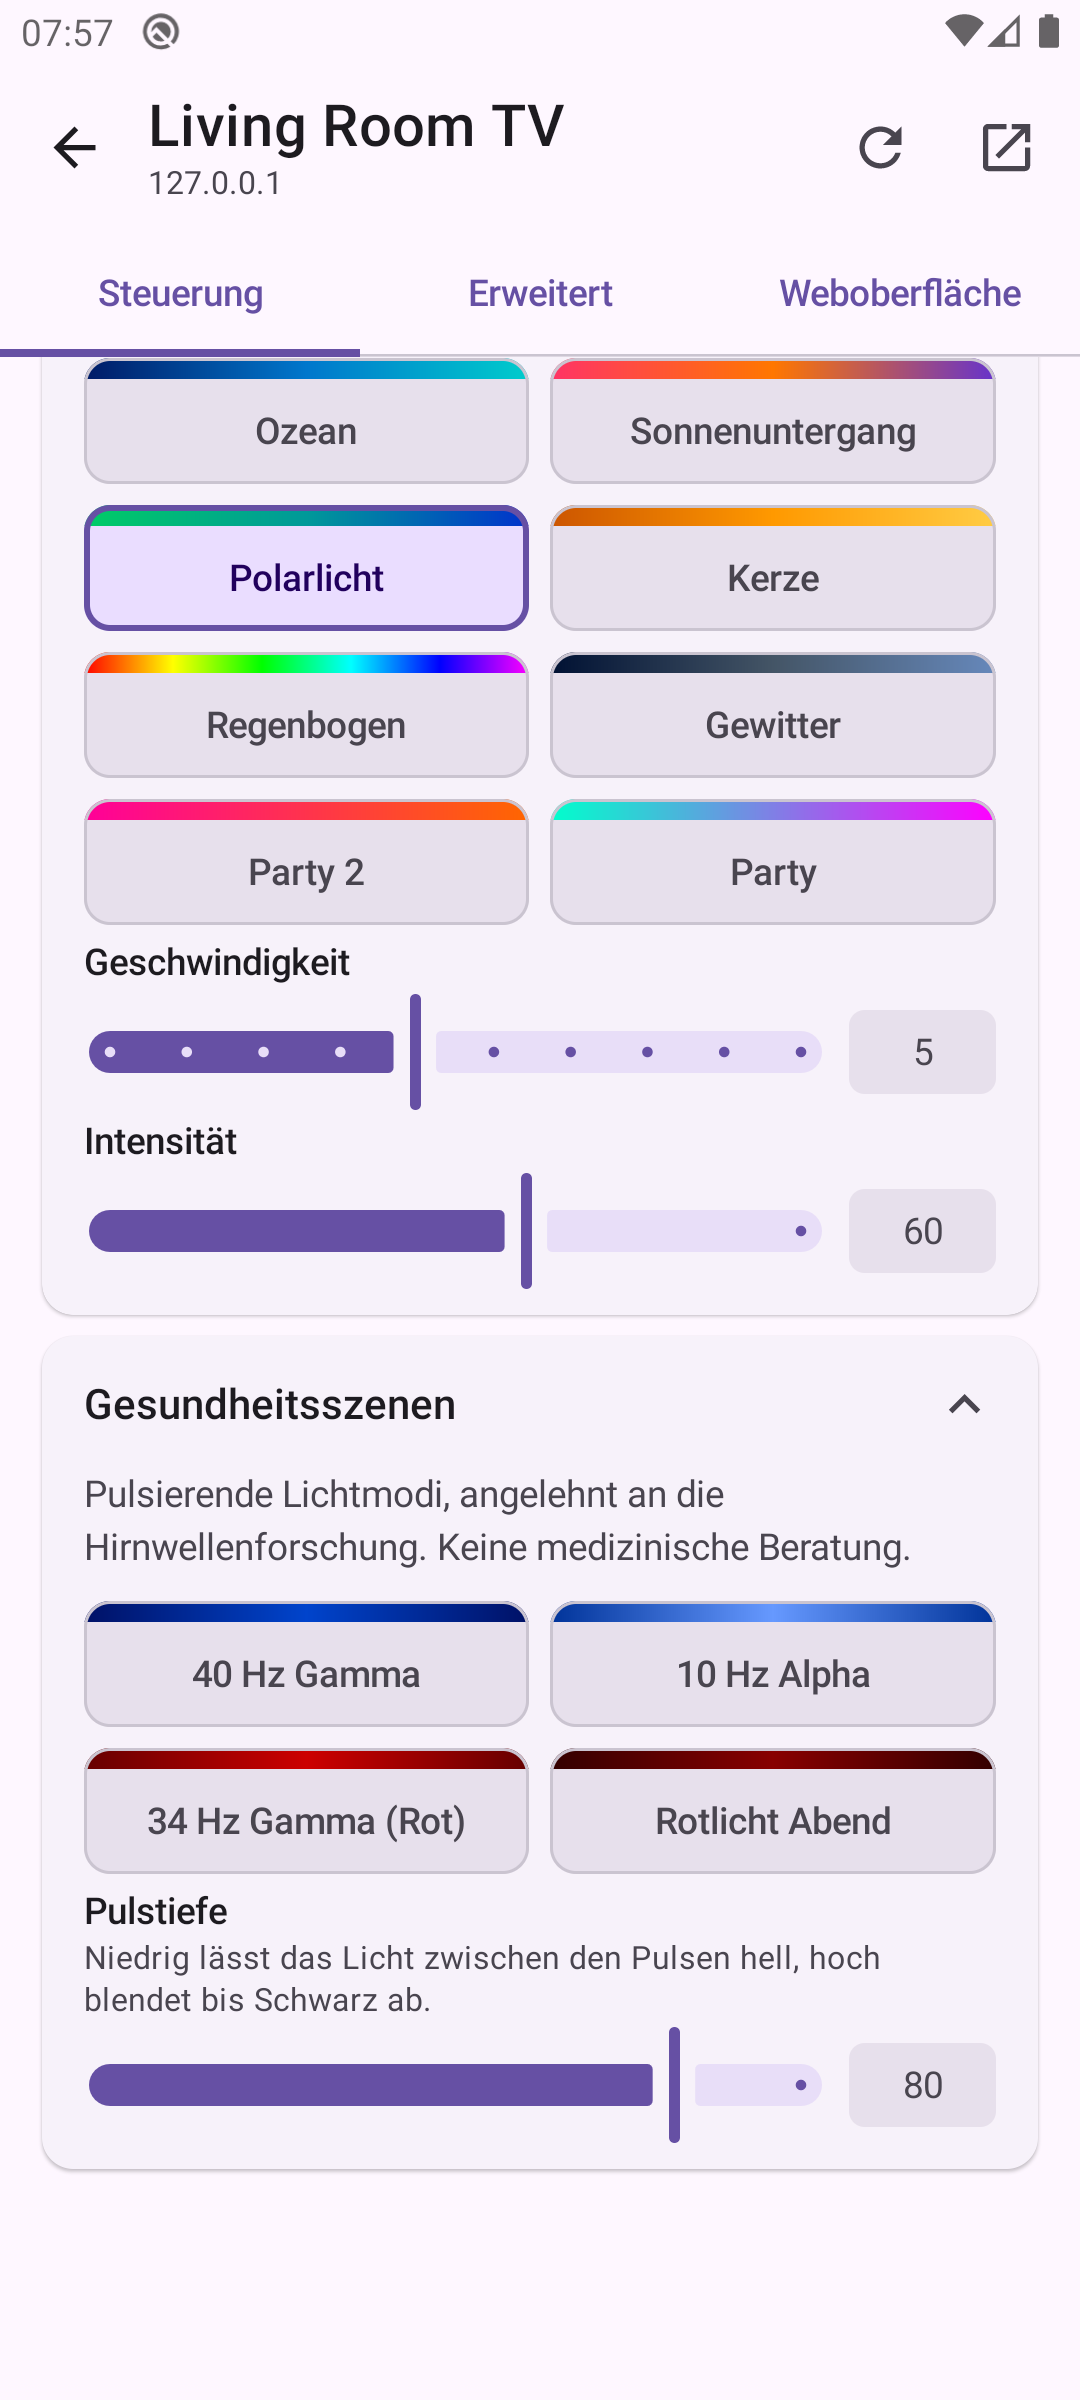 07:57
Living Room TV
127.0.0.1
Steuerung Erweitert Weboberfläche
Ozean Sonnenuntergang
Polarlicht Kerze
Regenbogen Gewitter
Party 2 Party
Geschwindigkeit
5
Intensität
60
Gesundheitsszenen
Pulsierende Lichtmodi, angelehnt an die
Hirnwellenforschung. Keine medizinische Beratung.
40 Hz Gamma 10 Hz Alpha
34 Hz Gamma (Rot) Rotlicht Abend
Pulstiefe
Niedrig lässt das Licht zwischen den Pulsen hell, hoch
blendet bis Schwarz ab.
80